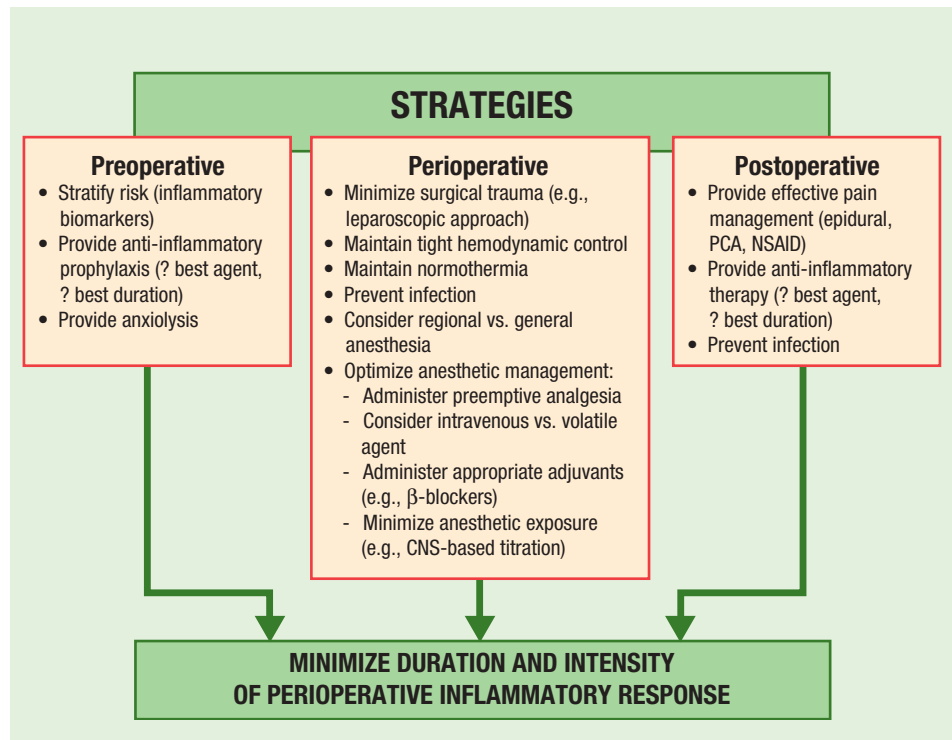 STRATEGIES
Preoperative
• Stratify risk (inflammatory
biomarkers)
• Provide anti-inflammatory
prophylaxis (? best agent,
? best duration)
• Provide anxiolysis
Perioperative
• Minimize surgical trauma (e.g.,
leparoscopic approach)
• Maintain tight hemodynamic control
• Maintain normothermia
• Prevent infection
• Consider regional vs. general
anesthesia
• Optimize anesthetic management:
- Administer preemptive analgesia
- Consider intravenous vs. volatile
agent
- Administer appropriate adjuvants
(e.g., β-blockers)
- Minimize anesthetic exposure
(e.g., CNS-based titration)
Postoperative
• Provide effective pain
management (epidural,
PCA, NSAID)
• Provide anti-inflammatory
therapy (? best agent,
? best duration)
• Prevent infection
MINIMIZE DURATION AND INTENSITY
OF PERIOPERATIVE INFLAMMATORY RESPONSE